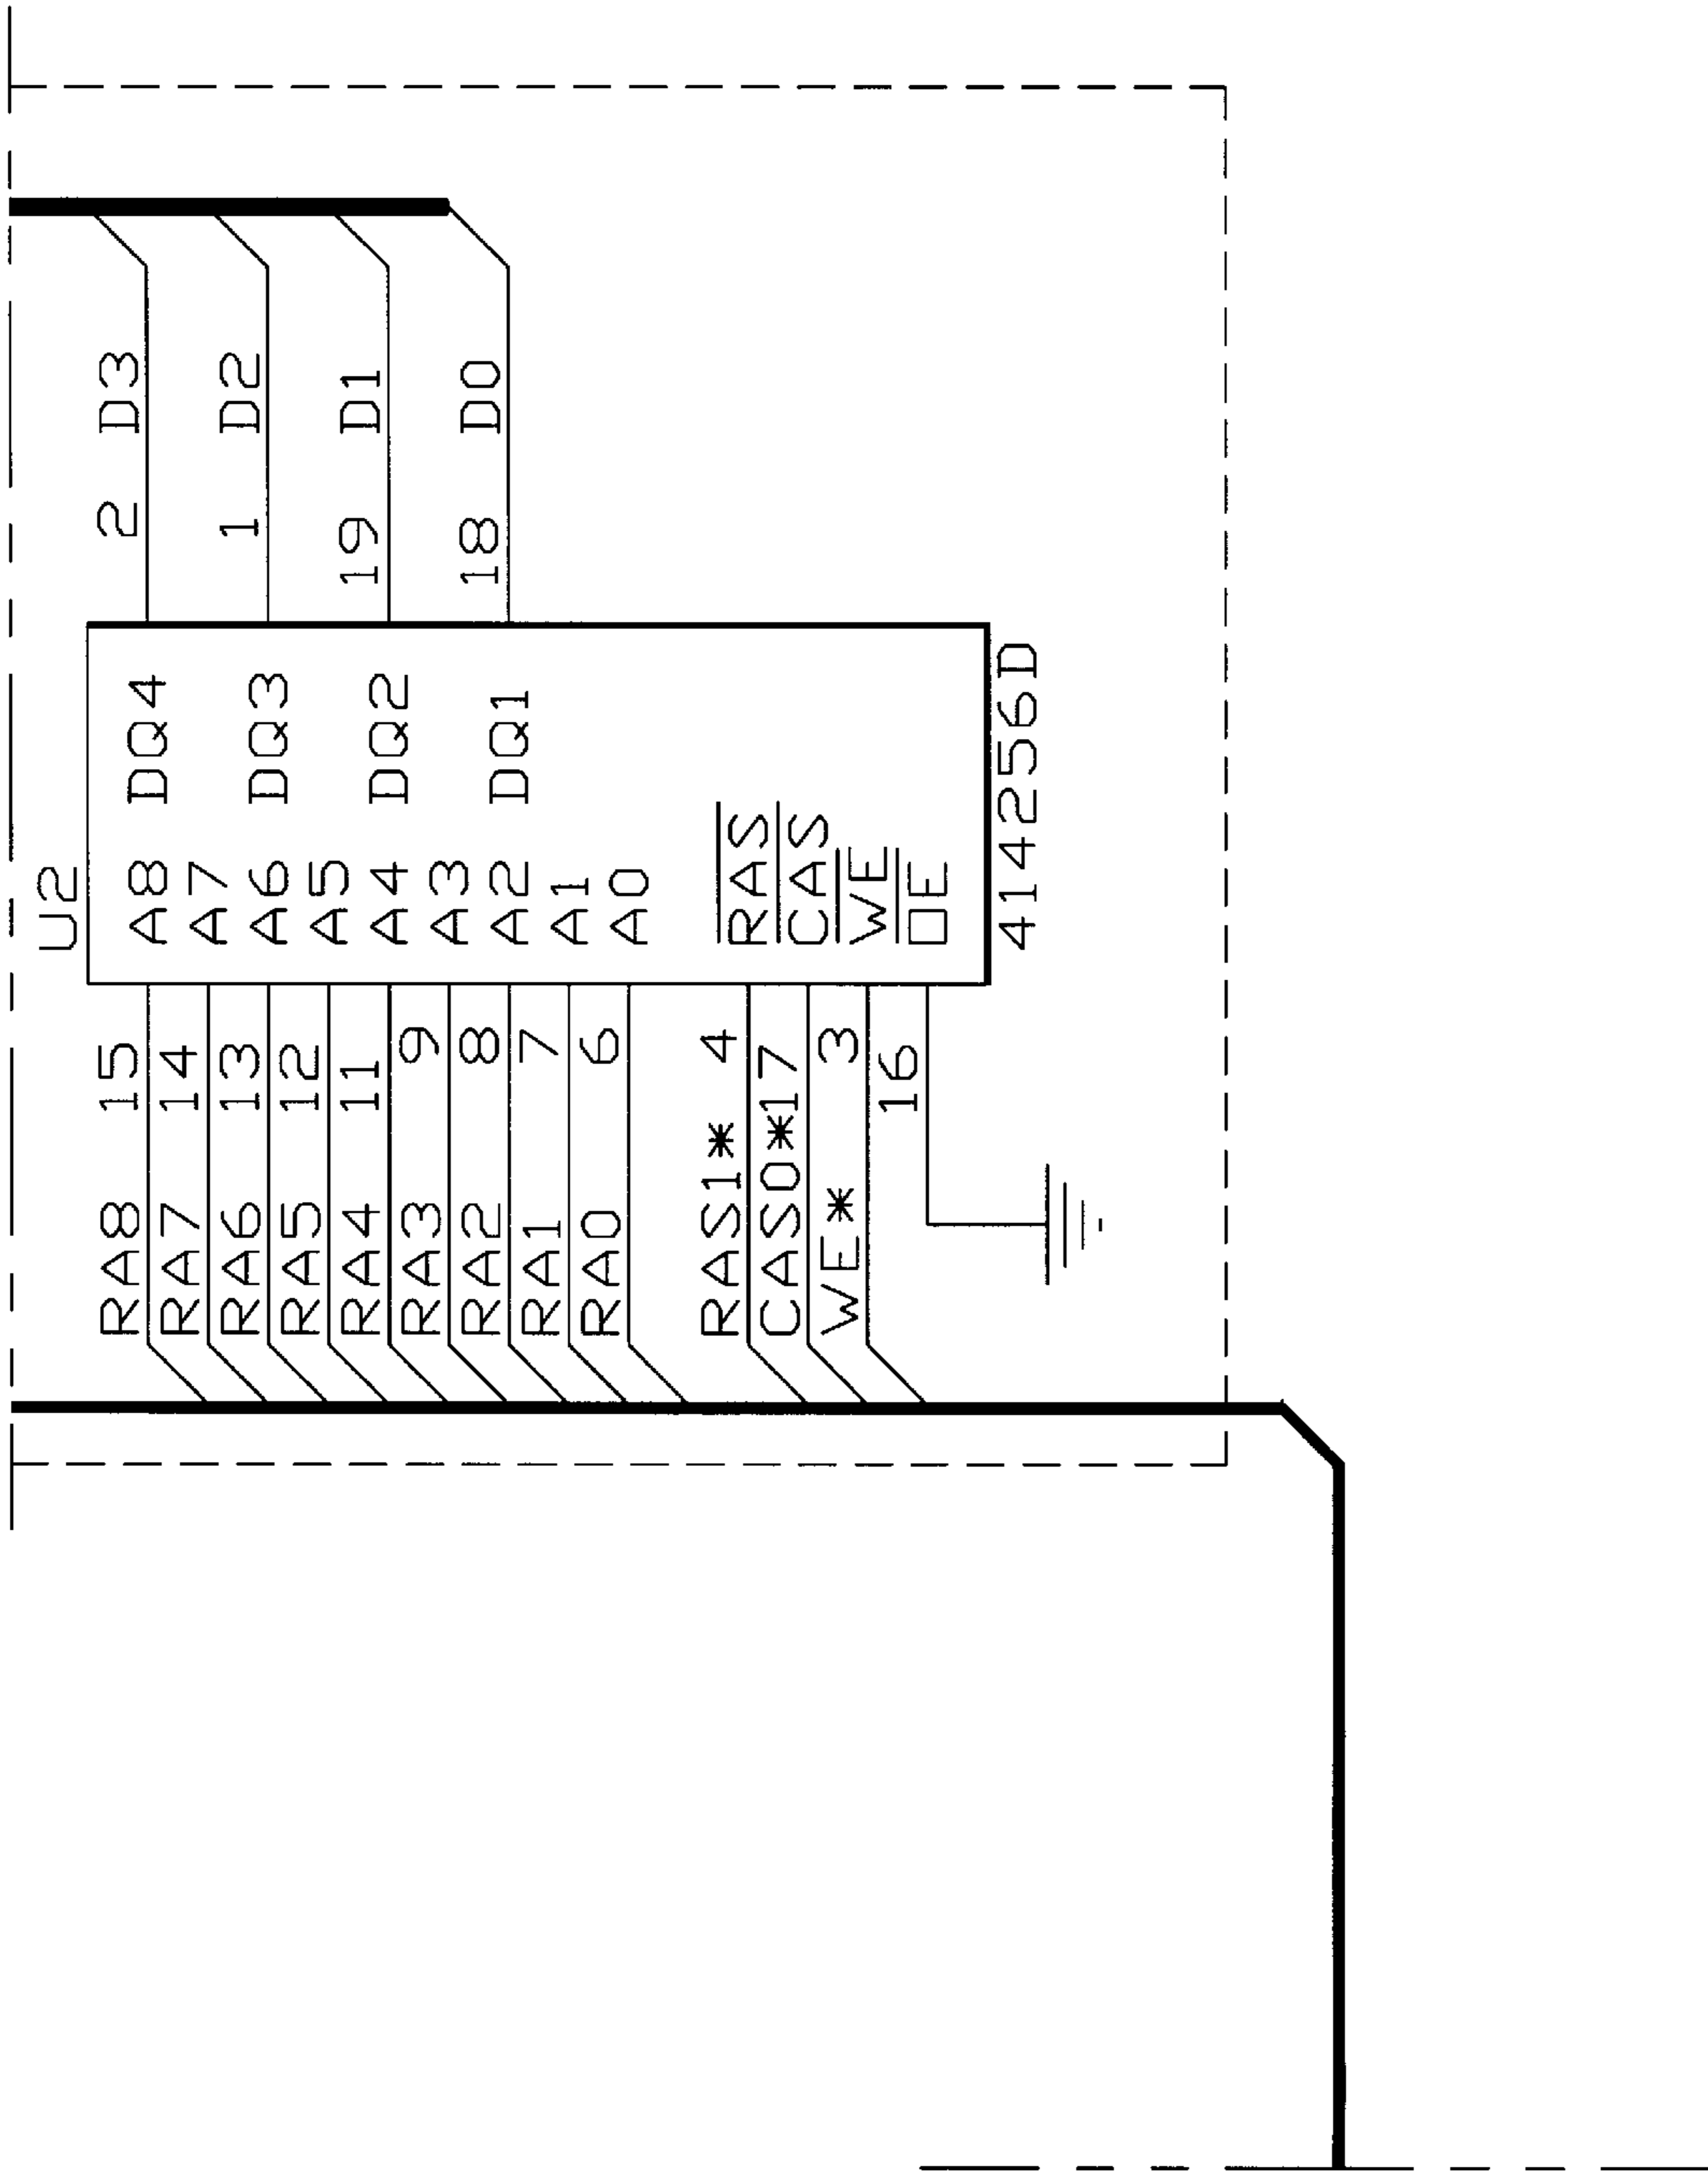 U2
RA8 15 A8 DQ4 2 D3
RA7 14 A7
RA6 13 A6 DQ3 1 D2
RA5 12 A5
RA4 11 A4 DQ2 19 D1
RA3 9 A3
RA2 8 A2 DQ1 18 D0
RA1 7 A1
RA0 6 A0
RAS1* 4 RAS
CAS0*17 CAS
WE* 3 WE
16 OE
414256D